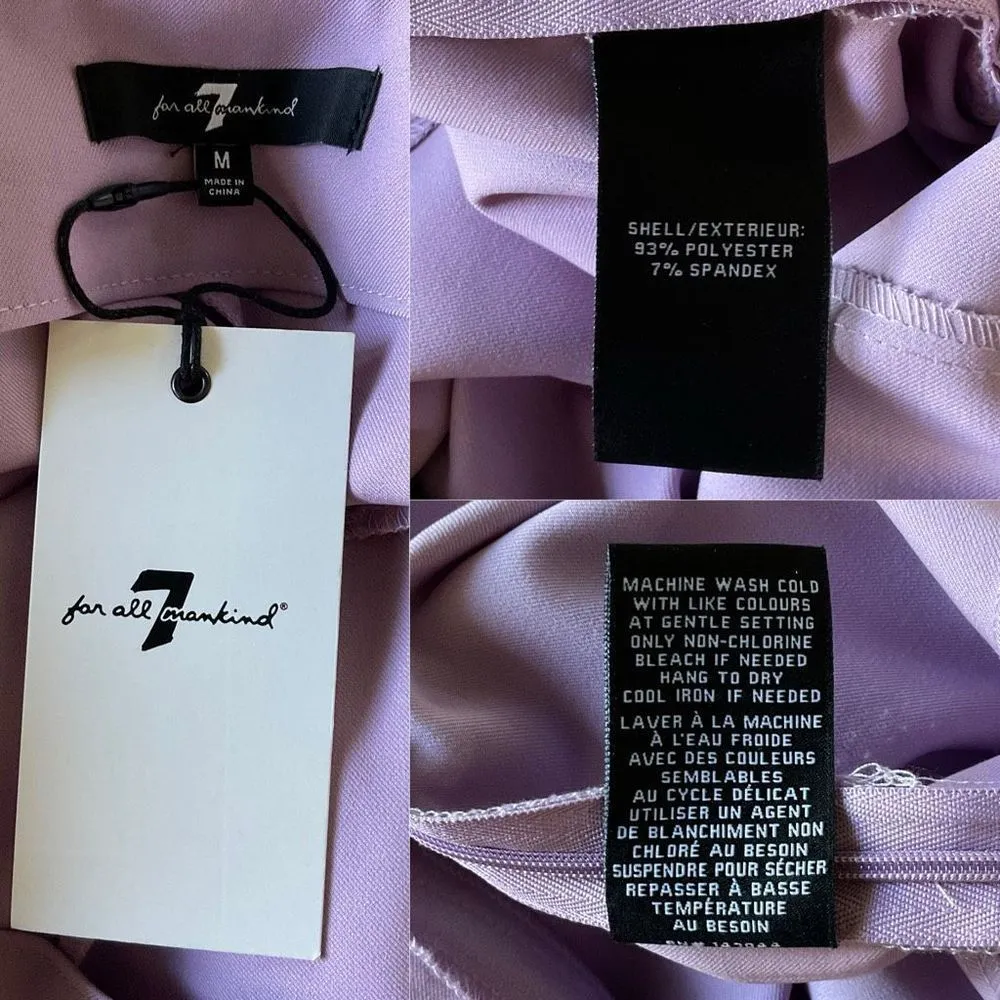 for all 7 mankind
M
MADE IN
CHINA
for all 7 mankind®
SHELL/EXTERIEUR:
93% POLYESTER
7% SPANDEX
MACHINE WASH COLD
WITH LIKE COLOURS
AT GENTLE SETTING
ONLY NON-CHLORINE
BLEACH IF NEEDED
HANG TO DRY
COOL IRON IF NEEDED
LAVER À LA MACHINE
À L'EAU FROIDE
AVEC DES COULEURS
SEMBLABLES
AU CYCLE DÉLICAT
UTILISER UN AGENT
DE BLANCHIMENT NON
CHLORÉ AU BESOIN
SUSPENDRE POUR SÉCHER
REPASSER À BASSE
TEMPÉRATURE
AU BESOIN